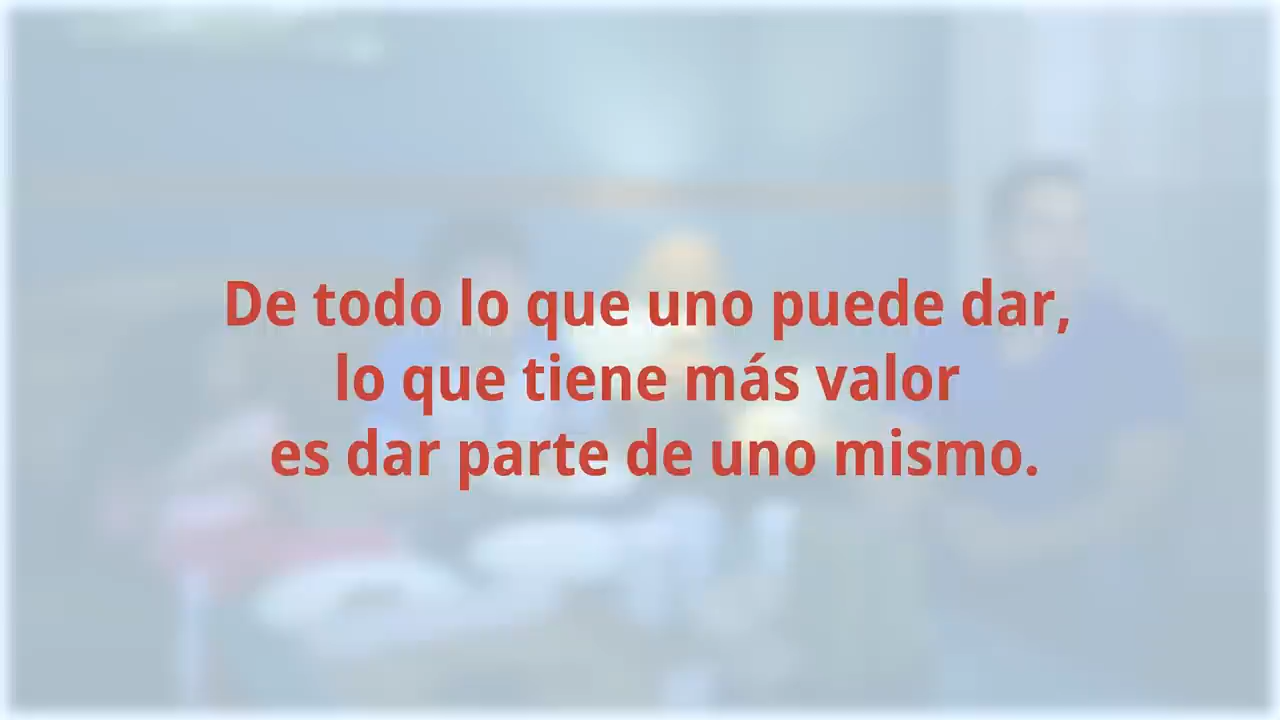 De todo lo que uno puede dar,
lo que tiene más valor
es dar parte de uno mismo.